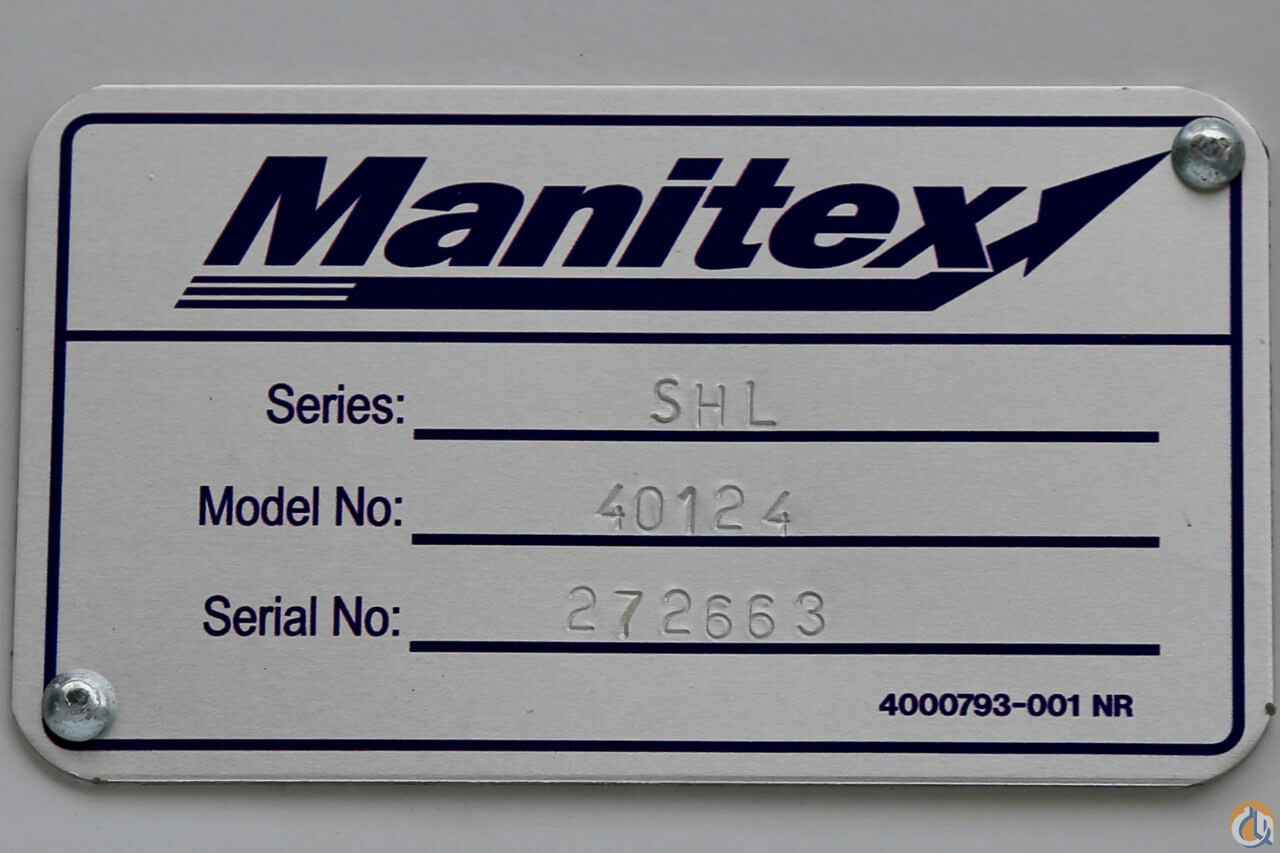 Manitex
Series: SHL
Model No: 40124
Serial No: 272663
4000793-001 NR